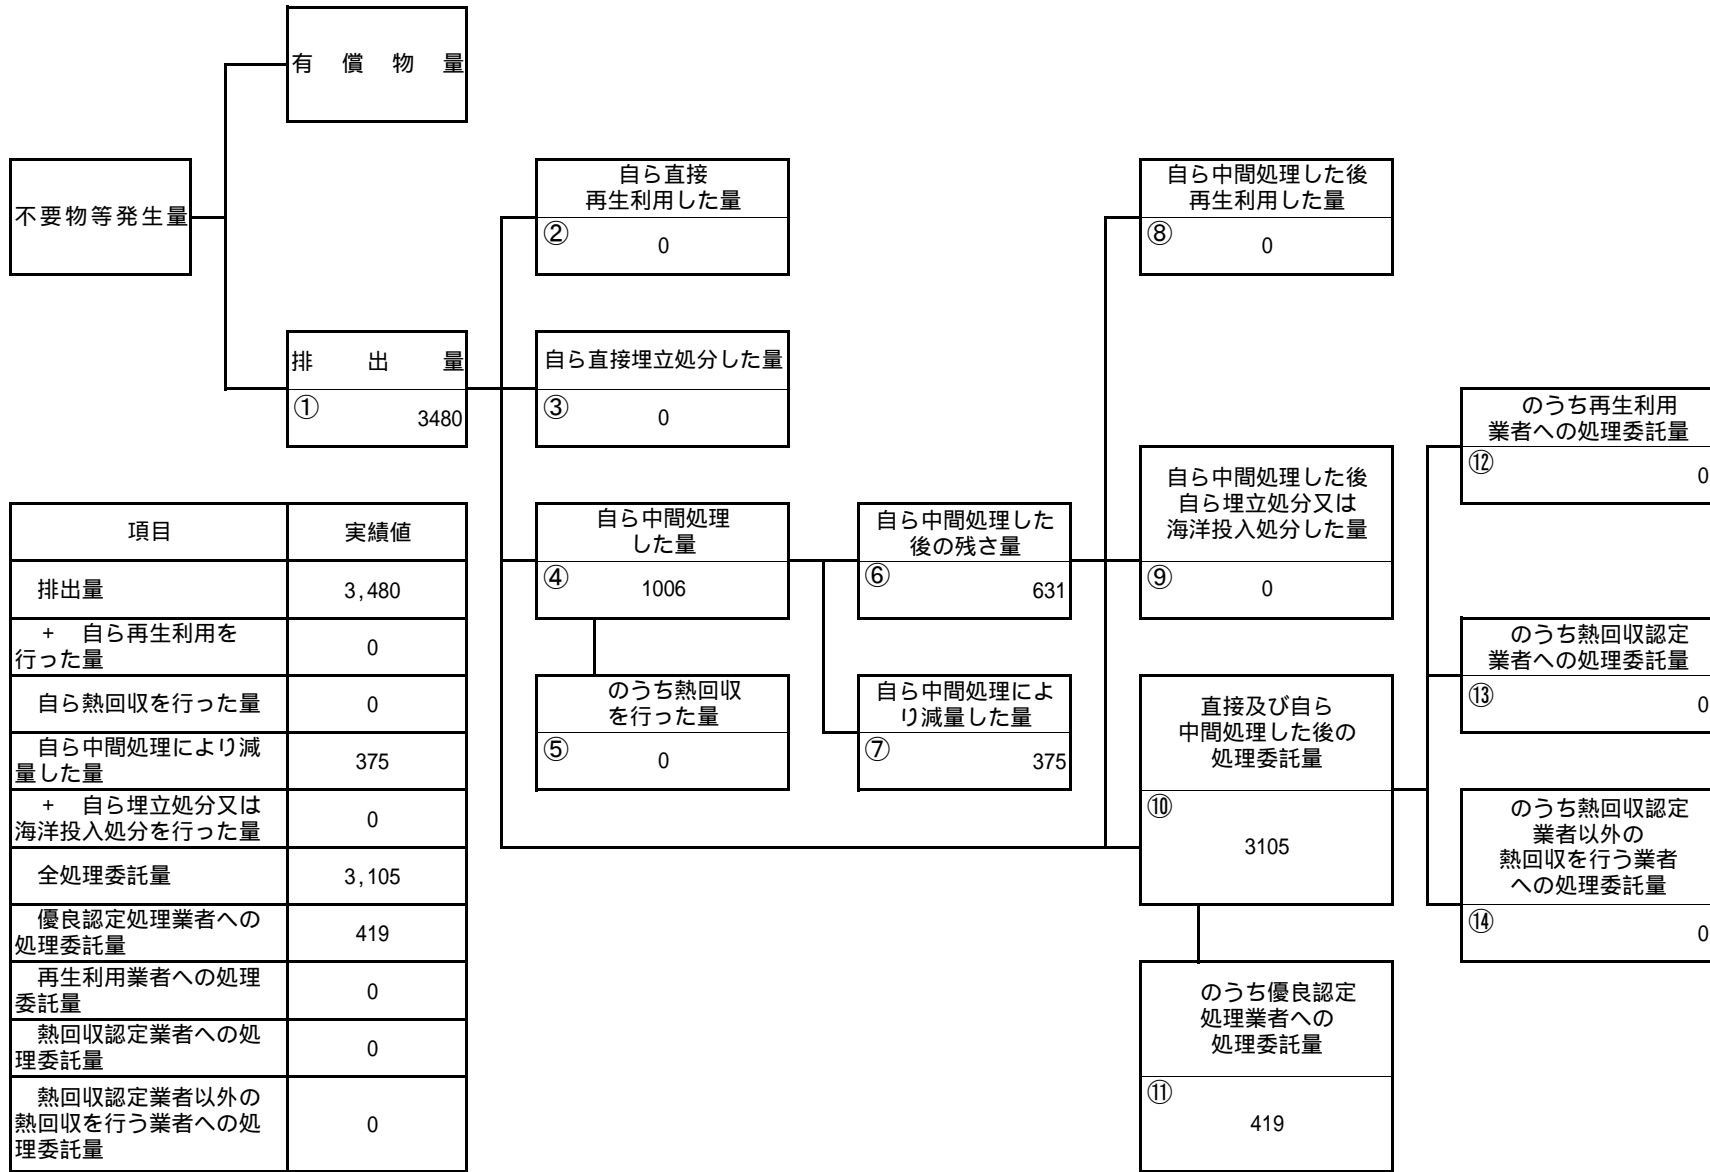 有償物量
不要物等発生量
自ら直接
再生利用した量
② 0
自ら中間処理した後
再生利用した量
⑧ 0
排出量
① 3480
自ら直接埋立処分した量
③ 0
のうち再生利用
業者への処理委託量
⑫ 0
自ら中間処理
した量
④ 1006
自ら中間処理した
後の残さ量
⑥ 631
自ら中間処理した後
自ら埋立処分又は
海洋投入処分した量
⑨ 0
のうち熱回収認定
業者への処理委託量
⑬ 0
のうち熱回収
を行った量
⑤ 0
自ら中間処理によ
り減量した量
⑦ 375
直接及び自ら
中間処理した後の
処理委託量
⑩
3105
のうち熱回収認定
業者以外の
熱回収を行う業者
への処理委託量
⑭ 0
のうち優良認定
処理業者への
処理委託量
⑪
419
項目 実績値
排出量 3,480
+ 自ら再生利用を
行った量 0
自ら熱回収を行った量 0
自ら中間処理により減
量した量 375
+ 自ら埋立処分又は
海洋投入処分を行った量 0
全処理委託量 3,105
優良認定処理業者への
処理委託量 419
再生利用業者への処理
委託量 0
熱回収認定業者への処
理委託量 0
熱回収認定業者以外の
熱回収を行う業者への処 0
理委託量